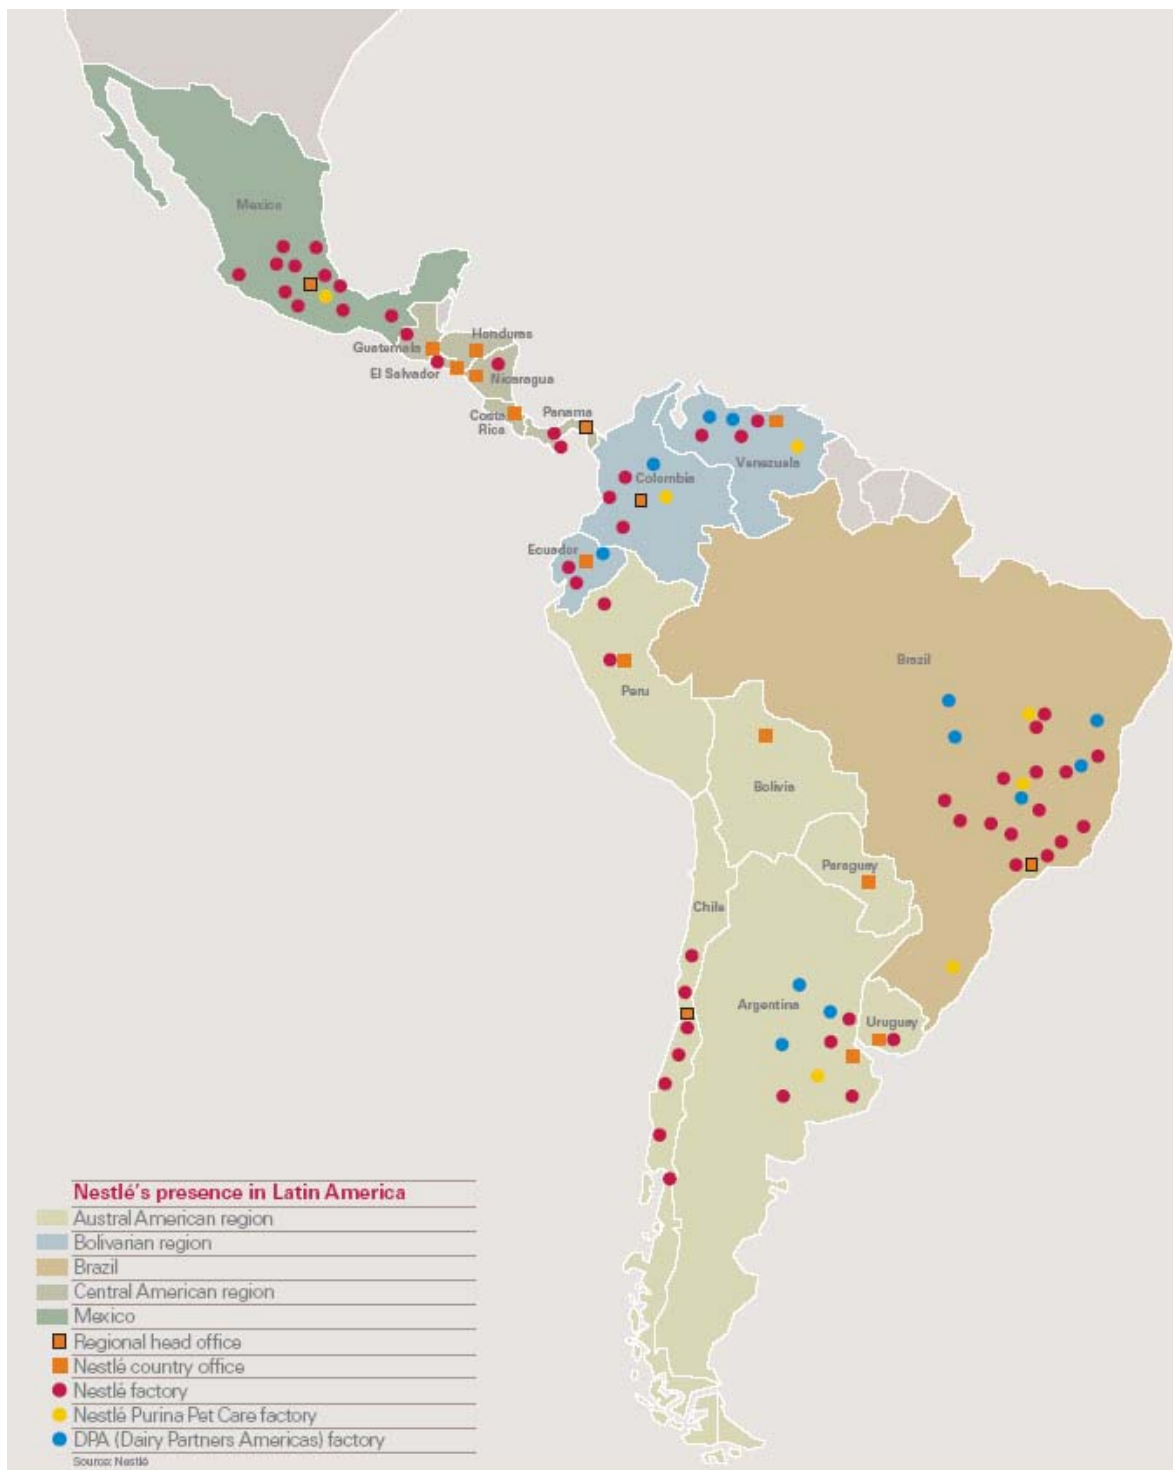 Mexico
Honduras
Guatemala
El Salvador
Nicaragua
Costa
Rica
Panama
Venezuala
Colombia
Ecuador
Brazil
Peru
Bolivia
Paraguay
Chile
Argentina
Uruguay
Nestlé's presence in Latin America
Austral American region
Bolivarian region
Brazil
Central American region
Mexico
Regional head office
Nestlé country office
Nestlé factory
Nestlé Purina Pet Care factory
DPA (Dairy Partners Americas) factory
Source: Nestlé